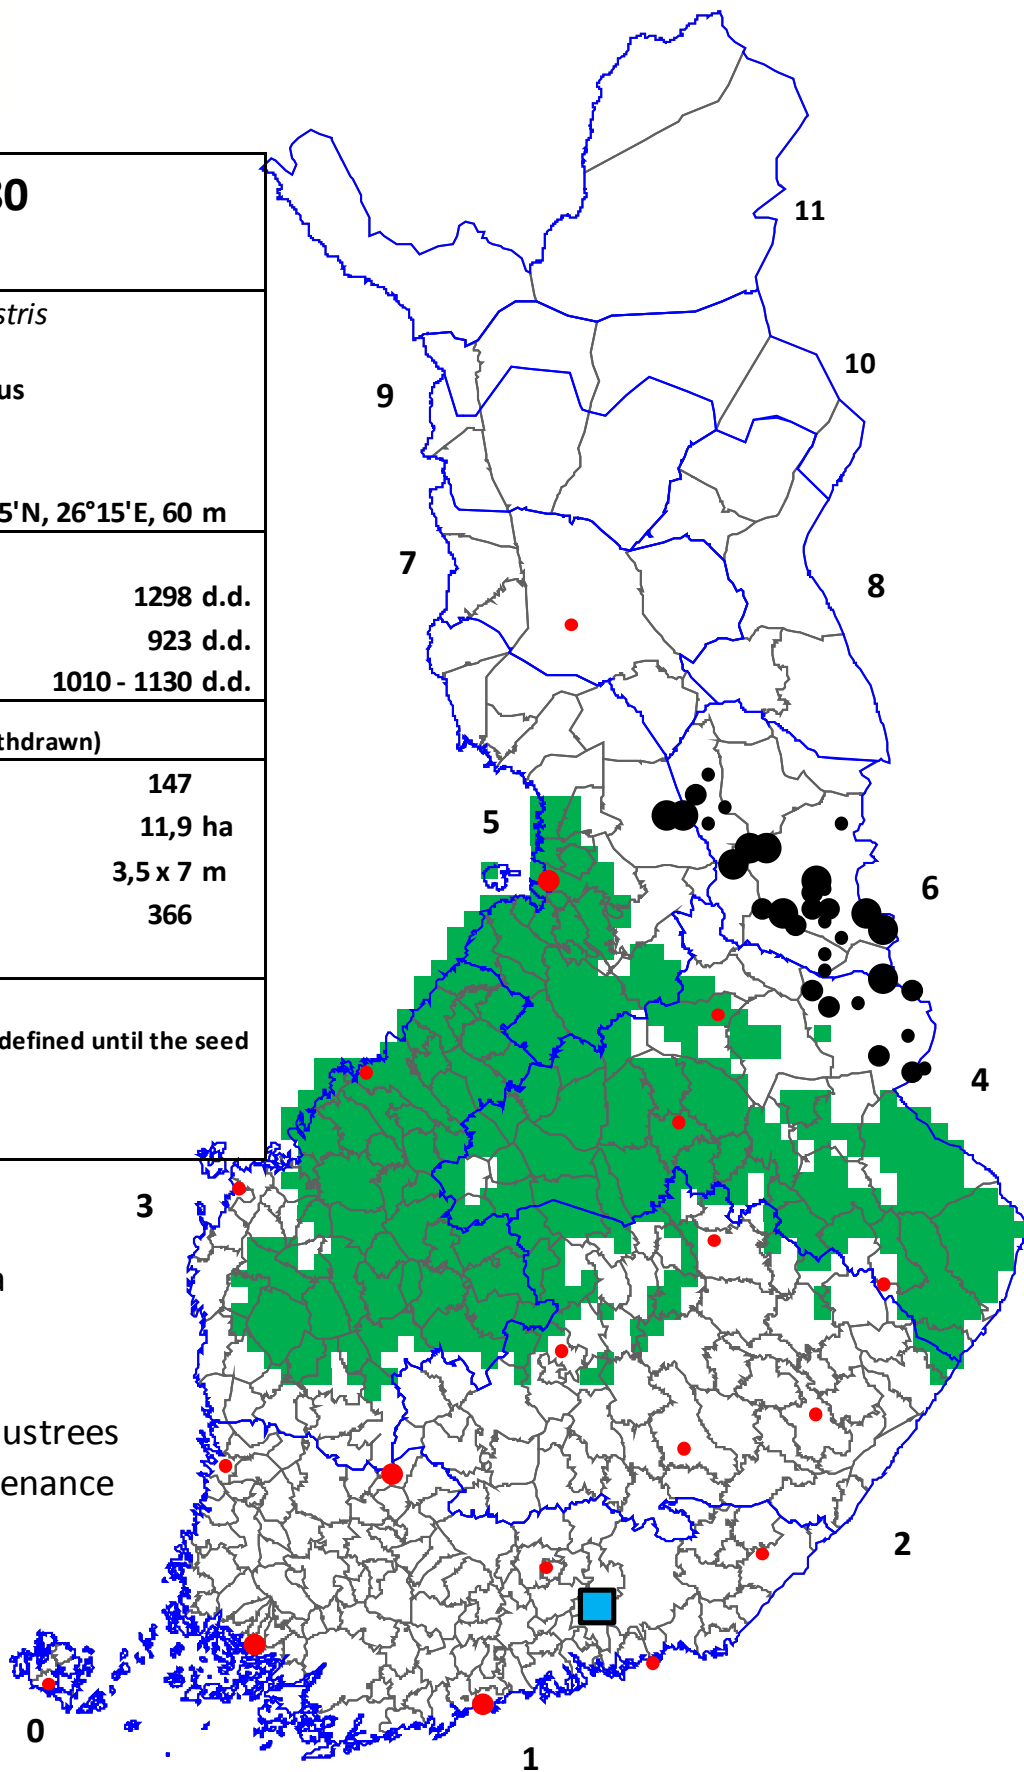 30
stris
us
5'N, 26°15'E, 60 m
1298 d.d.
923 d.d.
1010 - 1130 d.d.
thdrawn)
147
11,9 ha
3,5 x 7 m
366
defined until the seed
a
ustrees
enance
11
10
9
8
7
6
5
4
3
2
1
0